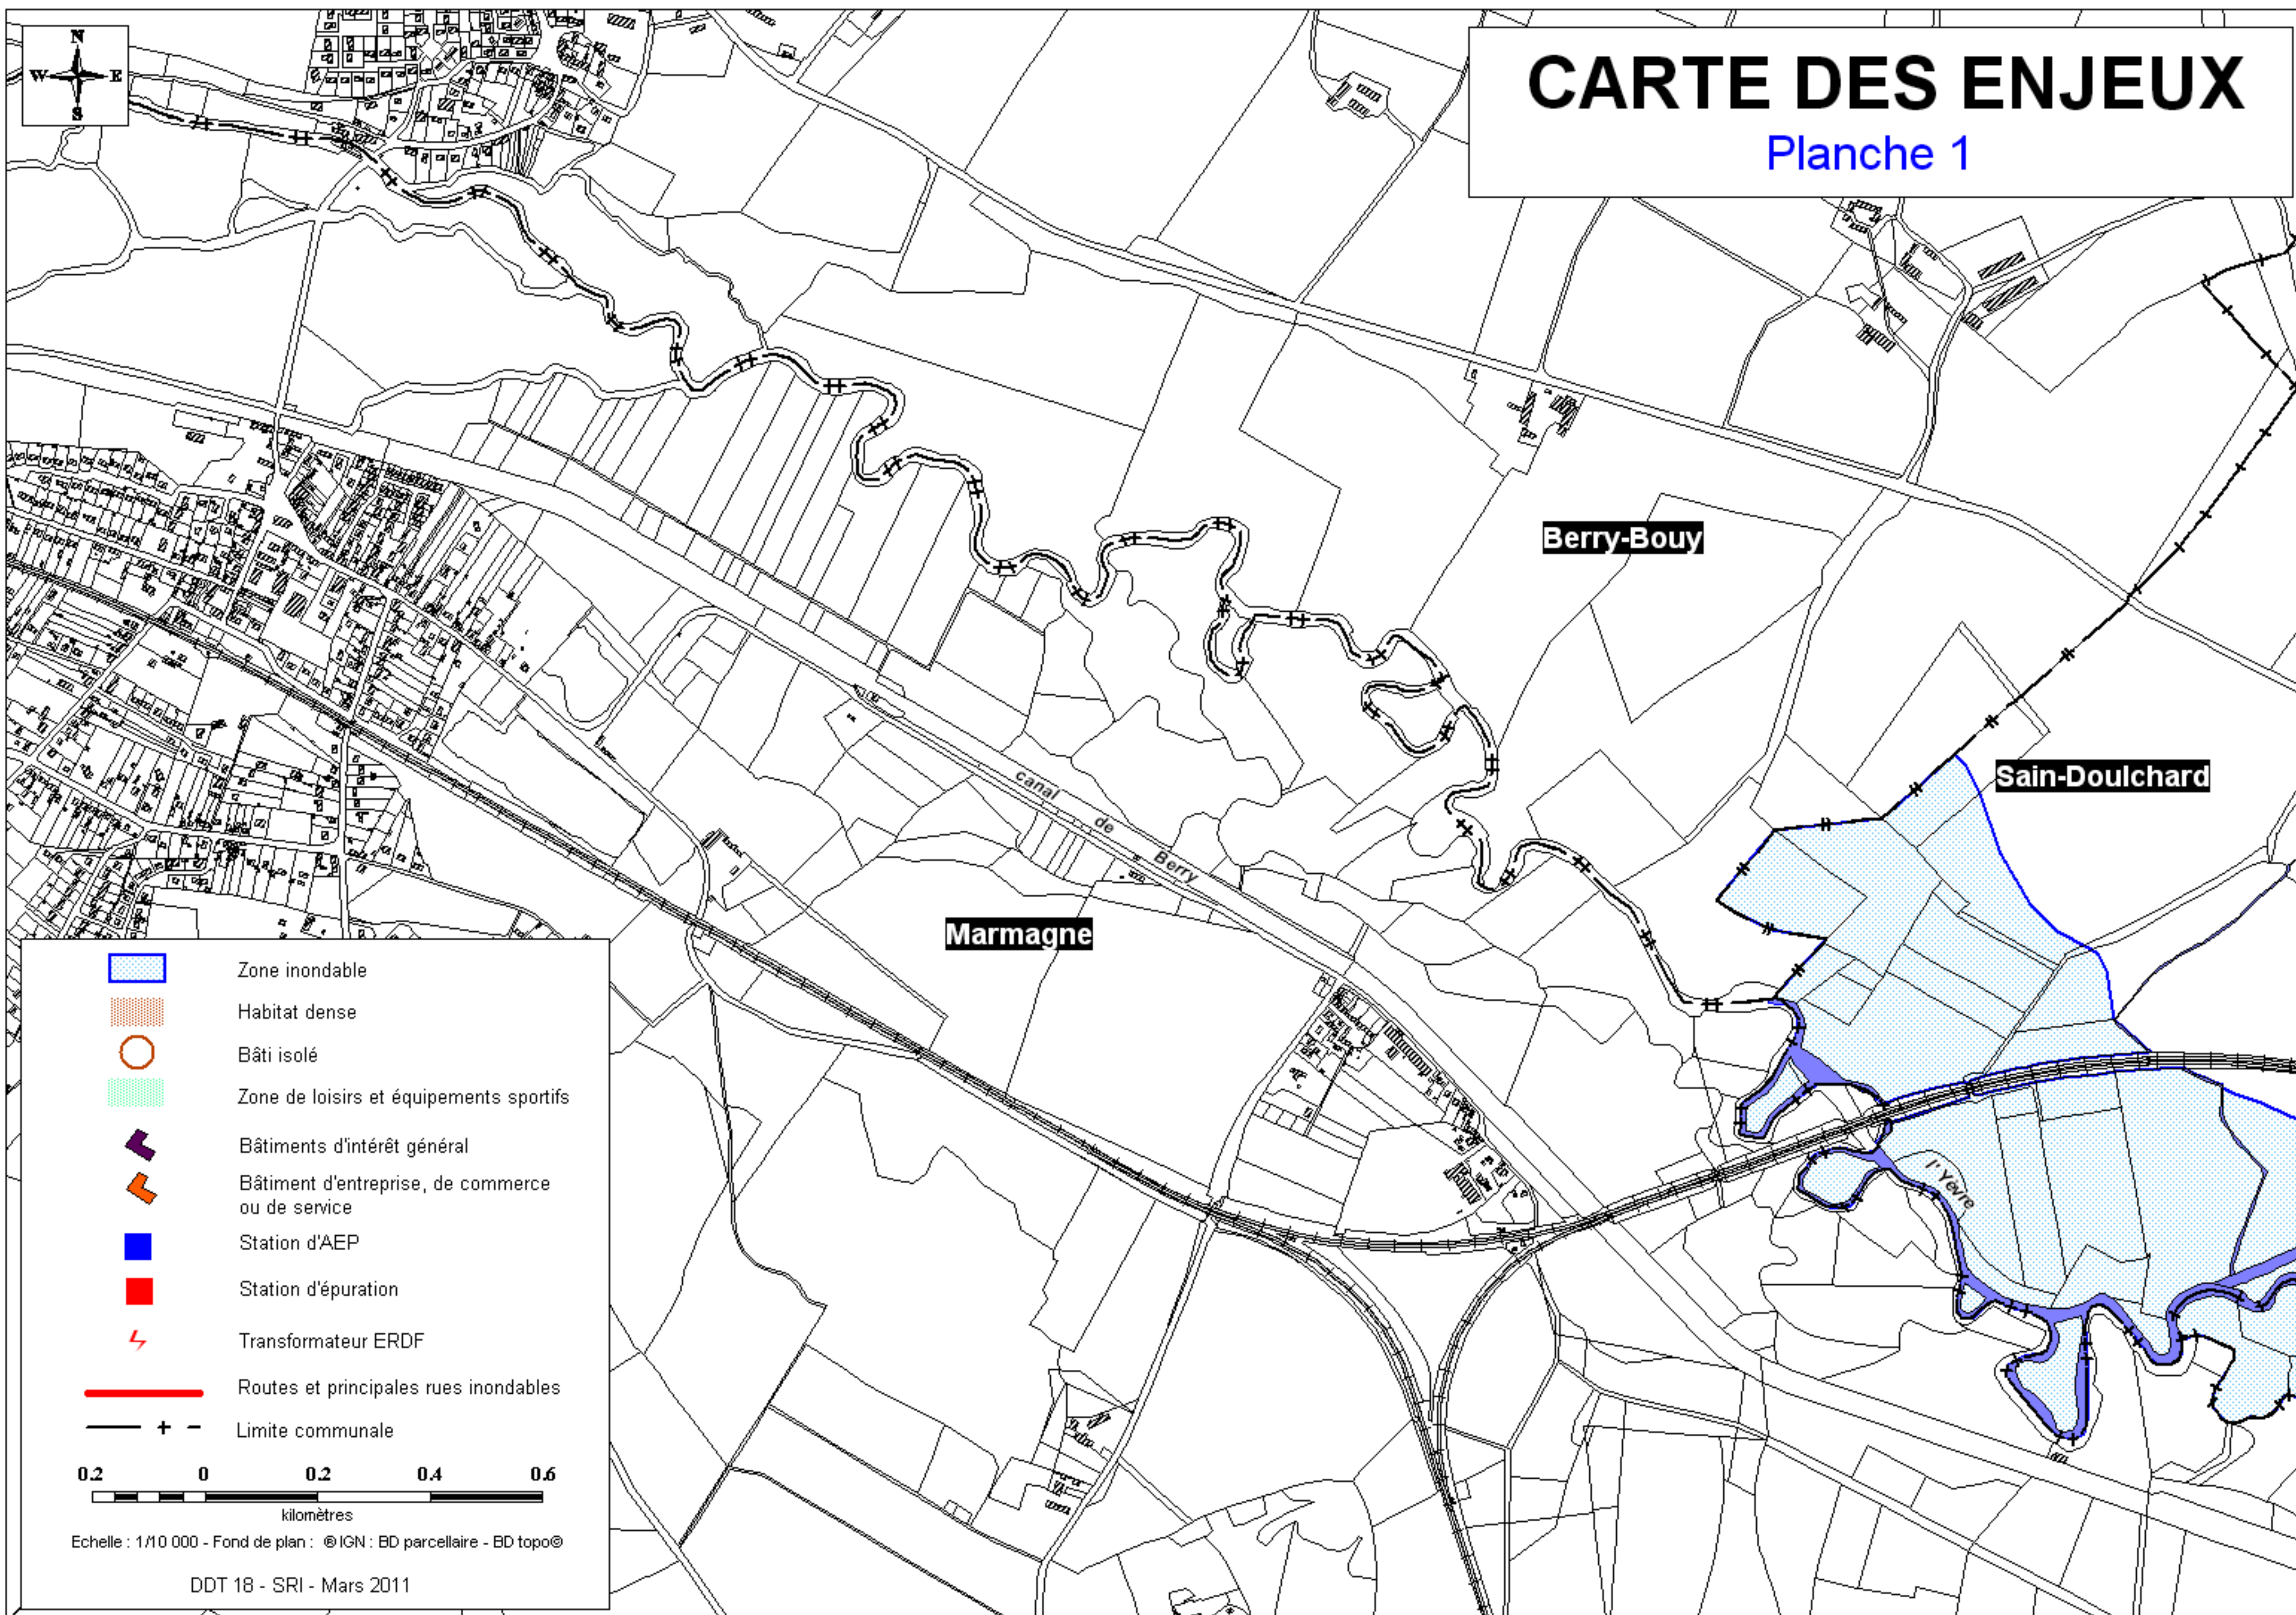 N
W E
S
CARTE DES ENJEUX
Planche 1
Berry-Bouy
Sain-Doulchard
canal
de
Berry
Marmagne
l' Yèvre
Zone inondable
Habitat dense
Bâti isolé
Zone de loisirs et équipements sportifs
Bâtiments d'intérêt général
Bâtiment d'entreprise, de commerce
ou de service
Station d'AEP
Station d'épuration
Transformateur ERDF
Routes et principales rues inondables
Limite communale
0.2 0 0.2 0.4 0.6
kilomètres
Echelle : 1/10 000 - Fond de plan : ®IGN : BD parcellaire - BD topo©
DDT 18 - SRI - Mars 2011